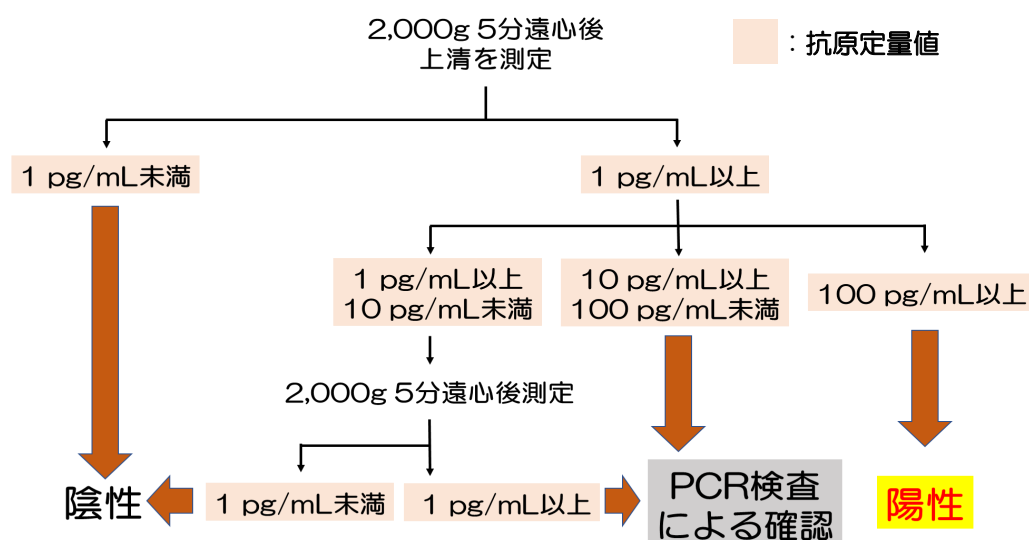 2,000g 5分遠心後
上清を測定
：抗原定量値
1 pg/mL未満
1 pg/mL以上
1 pg/mL以上
10 pg/mL未満
10 pg/mL以上
100 pg/mL未満
100 pg/mL以上
2,000g 5分遠心後測定
陰性
1 pg/mL未満
1 pg/mL以上
PCR検査
による確認
陽性